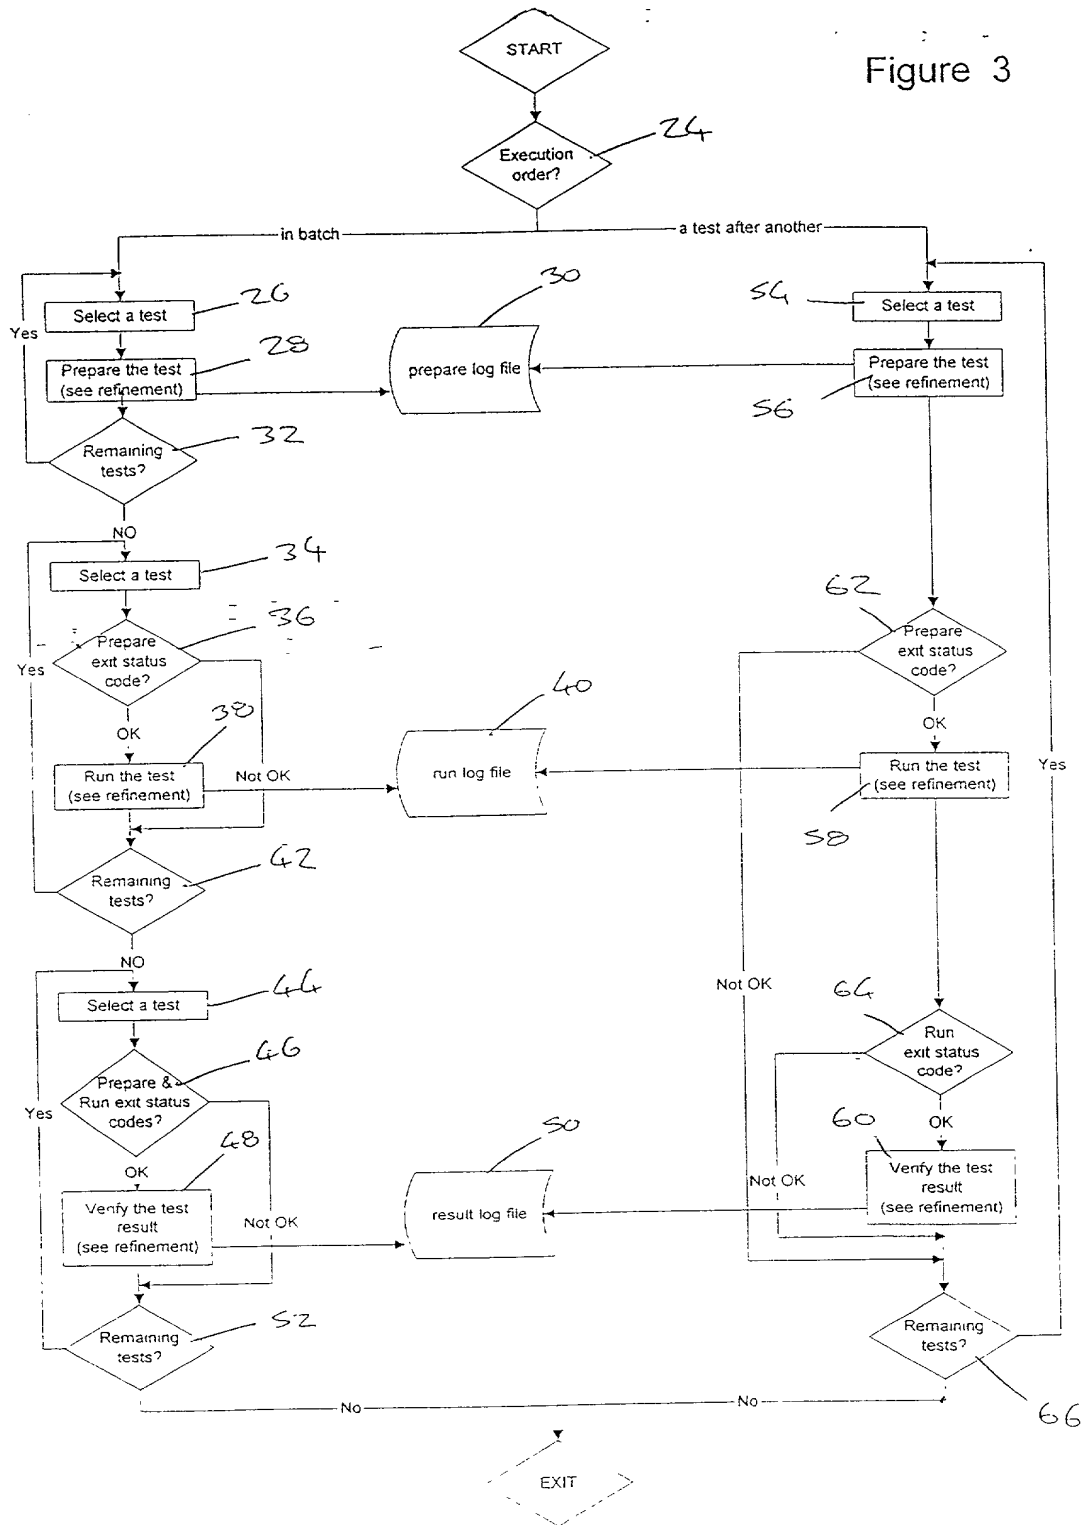 START
Figure 3
24
Execution
order?
in batch
a test after another
26
Select a test
Yes
28
Prepare the test
(see refinement)
30
prepare log file
54
Select a test
Prepare the test
(see refinement)
56
32
Remaining
tests?
NO
34
Select a test
36
Prepare
exit status
code?
Yes
OK
38
Run the test
(see refinement)
Not OK
40
run log file
62
Prepare
exit status
code?
OK
Run the test
(see refinement)
58
Yes
42
Remaining
tests?
NO
44
Select a test
46
Prepare &
Run exit status
codes?
Yes
OK
48
Verify the test
result
(see refinement)
Not OK
50
result log file
Not OK
64
Run
exit status
code?
OK
60
Verify the test
result
(see refinement)
Not OK
52
Remaining
tests?
Remaining
tests?
66
No
No
EXIT